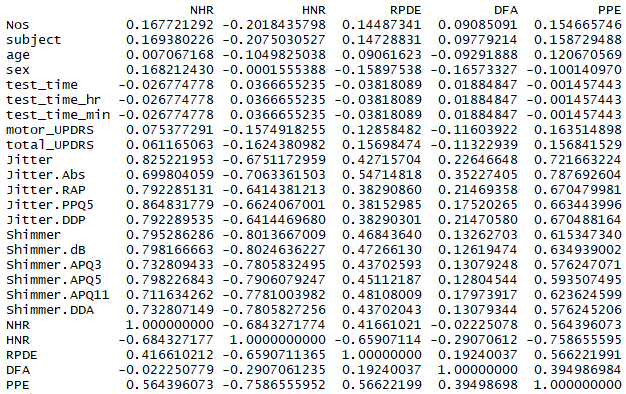 NHR HNR RPDE DFA PPE
Nos 0.167721292 -0.2018435798 0.14487341 0.09085091 0.154665746
subject 0.169380226 -0.2075030527 0.14728831 0.09779214 0.158729488
age 0.007067168 -0.1049825038 0.09061623 -0.09291888 0.120670569
sex 0.168212430 -0.0001555388 -0.15897538 -0.16573327 -0.100140970
test_time -0.026774778 0.0366655235 -0.03818089 0.01884847 -0.001457443
test_time_hr -0.026774778 0.0366655235 -0.03818089 0.01884847 -0.001457443
test_time_min -0.026774778 0.0366655235 -0.03818089 0.01884847 -0.001457443
motor_UPDRS 0.075377291 -0.1574918255 0.12858482 -0.11603922 0.163514898
total_UPDRS 0.061165063 -0.1624380982 0.15698474 -0.11322939 0.156841529
Jitter 0.825221953 -0.6751172959 0.42715704 0.22646648 0.721663224
Jitter.Abs 0.699804059 -0.7063361503 0.54714818 0.35227405 0.787692604
Jitter.RAP 0.792285131 -0.6414381213 0.38290860 0.21469358 0.670479981
Jitter.PPQ5 0.864831779 -0.6624067001 0.38152985 0.17520265 0.663443996
Jitter.DDP 0.792289535 -0.6414469680 0.38290301 0.21470580 0.670488164
Shimmer 0.795286286 -0.8013667009 0.46843640 0.13262703 0.615347340
Shimmer.dB 0.798166663 -0.8024636227 0.47266130 0.12619474 0.634939002
Shimmer.APQ3 0.732809433 -0.7805832495 0.43702593 0.13079248 0.576247071
Shimmer.APQ5 0.798226843 -0.7906079247 0.45112187 0.12804544 0.593507495
Shimmer.APQ11 0.711634262 -0.7781003982 0.48108009 0.17973917 0.623624599
Shimmer.DDA 0.732807149 -0.7805827256 0.43702043 0.13079344 0.576245206
NHR 1.000000000 -0.6843271774 0.41661021 -0.02225078 0.564396073
HNR -0.684327177 1.0000000000 -0.65907114 -0.29070612 -0.758655595
RPDE 0.416610212 -0.6590711365 1.00000000 0.19240037 0.566221991
DFA -0.022250779 -0.2907061235 0.19240037 1.00000000 0.394986984
PPE 0.564396073 -0.7586555952 0.56622199 0.39498698 1.000000000